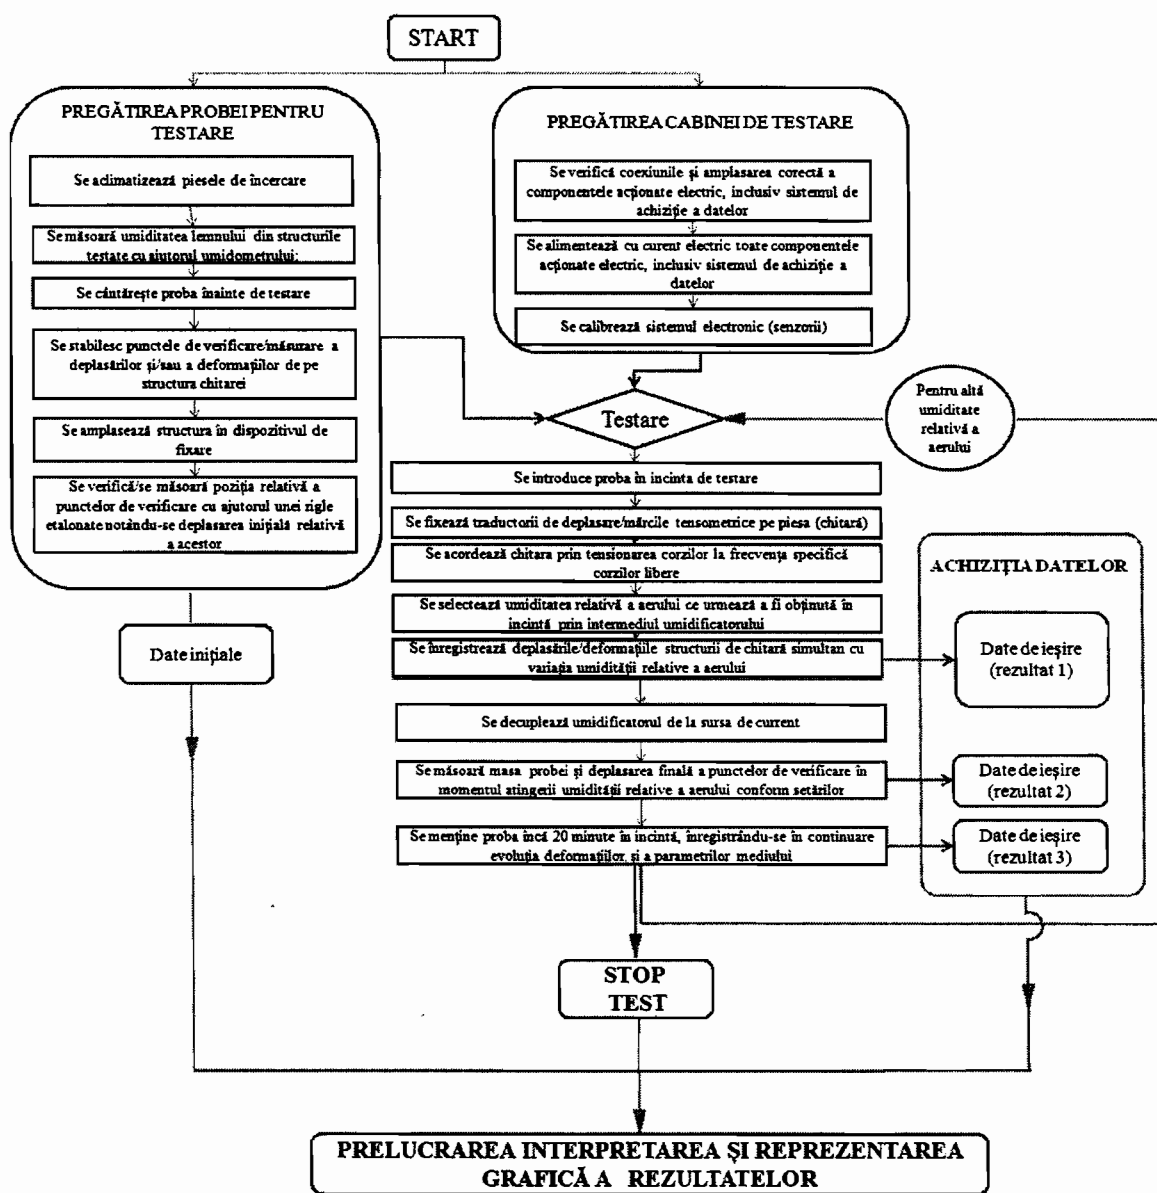 START
PREGĂTIREA PROBEI PENTRU
TESTARE
Se aclimatizează piesele de încercare
Se măsoară umiditatea lemnului din structurile
testate cu ajutorul umidometrului;
Se cântărește proba înainte de testare
Se stabilesc punctele de verificare/măsurare a
deplasărilor și/sau a deformațiilor de pe
structura chitarei
Se amplasează structura în dispozitivul de
fixare
Se verifică/se măsoară poziția relativă a
punctelor de verificare cu ajutorul unei rigle
etalonate notându-se deplasarea inițială relativă
a acestor
Date inițiale
PREGĂTIREA CABINEI DE TESTARE
Se verifică coexiunile și amplasarea corectă a
componentele acționate electric, inclusiv sistemul de
achiziție a datelor
Se alimentează cu curent electric toate componentele
acționate electric, inclusiv sistemul de achiziție a
datelor
Se calibrează sistemul electronic (senzorii)
Testare
Pentru altă
umiditate
relativă a
aerului
Se introduce proba în incinta de testare
Se fixează traductorii de deplasare/mărcile tensometrice pe piesa (chitară)
Se acordează chitara prin tensionarea corzilor la frecvența specifică
corzilor libere
Se selectează umiditatea relativă a aerului ce urmează a fi obținută în
incintă prin intermediul umidificatorului
Se înregistrează deplasările/deformațiile structurii de chitară simultan cu
variația umidității relative a aerului
Se decuplează umidificatorul de la sursa de current
Se măsoară masa probei și deplasarea finală a punctelor de verificare în
momentul atingerii umidității relative a aerului conform setărilor
Se menține proba încă 20 minute în incintă, înregistrându-se în continuare
evoluția deformațiilor și a parametrilor mediului
ACHIZIȚIA DATELOR
Date de ieșire
(rezultat 1)
Date de ieșire
(rezultat 2)
Date de ieșire
(rezultat 3)
STOP
TEST
PRELUCRAREA INTERPRETAREA ȘI REPREZENTAREA
GRAFICĂ A REZULTATELOR